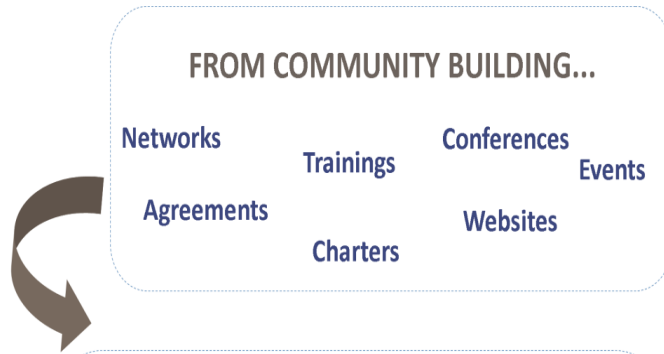 FROM COMMUNITY BUILDING...
Networks
Trainings
Conferences
Events
Agreements
Charters
Websites